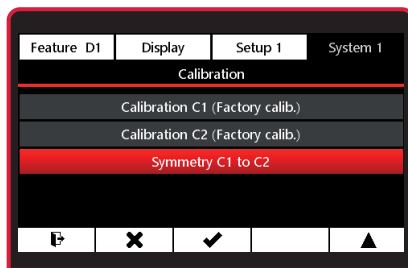 Feature D1 Display Setup 1 System 1
Calibration
Calibration C1 (Factory calib.)
Calibration C2 (Factory calib.)
Symmetry C1 to C2